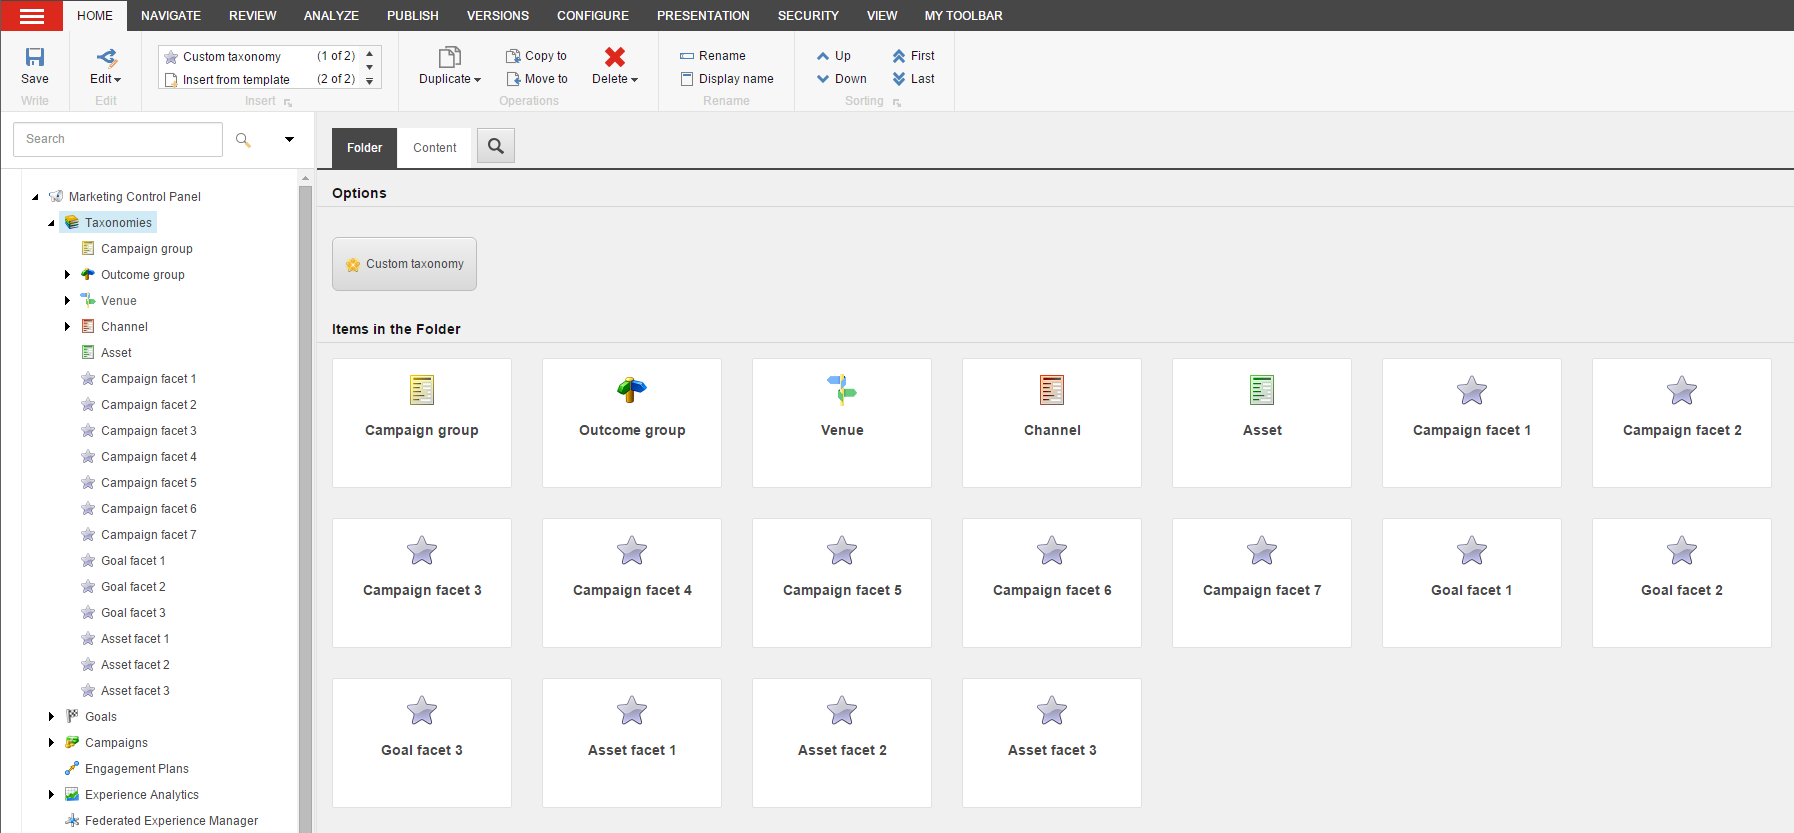 HOME NAVIGATE REVIEW ANALYZE PUBLISH VERSIONS CONFIGURE PRESENTATION SECURITY VIEW MY TOOLBAR
Custom taxonomy (1 of 2) Copy to Rename Up First
Save Edit Insert from template (2 of 2) Duplicate Move to Delete Display name Down Last
Write Edit Insert Operations Rename Sorting
Search
Folder Content
Options
Custom taxonomy
Items in the Folder
Marketing Control Panel
Taxonomies
Campaign group
Outcome group
Venue
Channel
Asset
Campaign facet 1
Campaign facet 2
Campaign facet 3
Campaign facet 4
Campaign facet 5
Campaign facet 6
Campaign facet 7
Goal facet 1
Goal facet 2
Goal facet 3
Asset facet 1
Asset facet 2
Asset facet 3
Goals
Campaigns
Engagement Plans
Experience Analytics
Federated Experience Manager
Campaign group Outcome group Venue Channel Asset Campaign facet 1 Campaign facet 2
Campaign facet 3 Campaign facet 4 Campaign facet 5 Campaign facet 6 Campaign facet 7 Goal facet 1 Goal facet 2
Goal facet 3 Asset facet 1 Asset facet 2 Asset facet 3